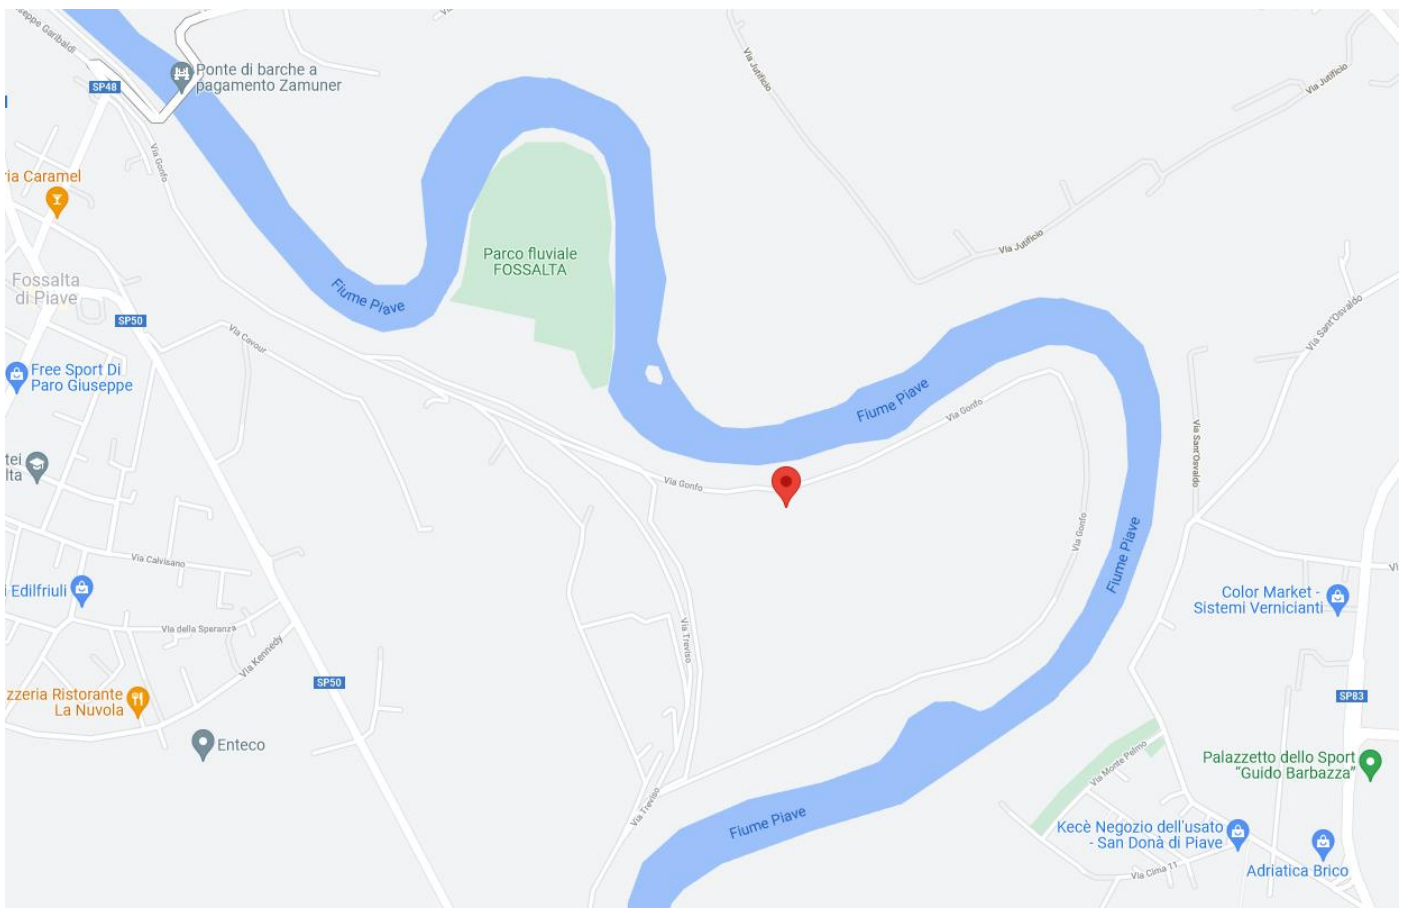 SP48
Ponte di barche a
pagamento Zamuner
Via Jutificio
Via Jutificio
Via Gonfo
Caramel
Via Jutificio
Parco fluviale
FOSSALTA
Fossalta
di Piave
Fiume Piave
Via Sant'Osvaldo
SP50
Via Cavour
Free Sport Di
Paro Giuseppe
Fiume Piave
Via Gonfo
Via Sant'Osvaldo
Via Gonfo
Via Gonfo
Fiume Piave
Via Calvisano
Edilfriuli
Color Market -
Sistemi Vernicianti
Via della Speranza
Via Treviso
Via Kennedy
SP50
SP83
Ristorante
La Nuvola
Enteco
Via Monte Pelmo
Palazzetto dello Sport
"Guido Barbazza"
Via Treviso
Fiume Piave
Kecè Negozio dell'usato
- San Donà di Piave
Adriatica Brico
Via Cima 11